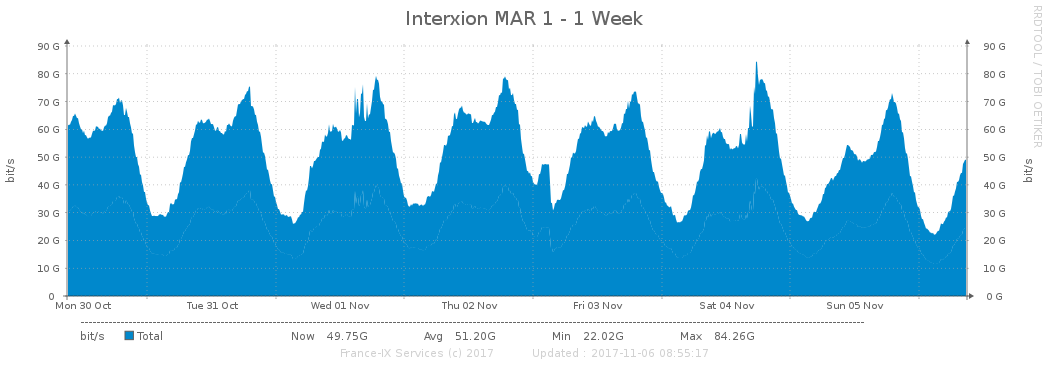 Interxion MAR 1 - 1 Week
RRDTOOL / TOBI OETIKER
90 G 90 G
80 G 80 G
70 G 70 G
60 G 60 G
50 G 50 G
40 G 40 G
30 G 30 G
20 G 20 G
10 G 10 G
0 0 G
bit/s
bit/s
Mon 30 Oct Tue 31 Oct Wed 01 Nov Thu 02 Nov Fri 03 Nov Sat 04 Nov Sun 05 Nov
bit/s Total Now 49.75G Avg 51.20G Min 22.02G Max 84.26G
France-IX Services (c) 2017 Updated : 2017-11-06 08:55:17